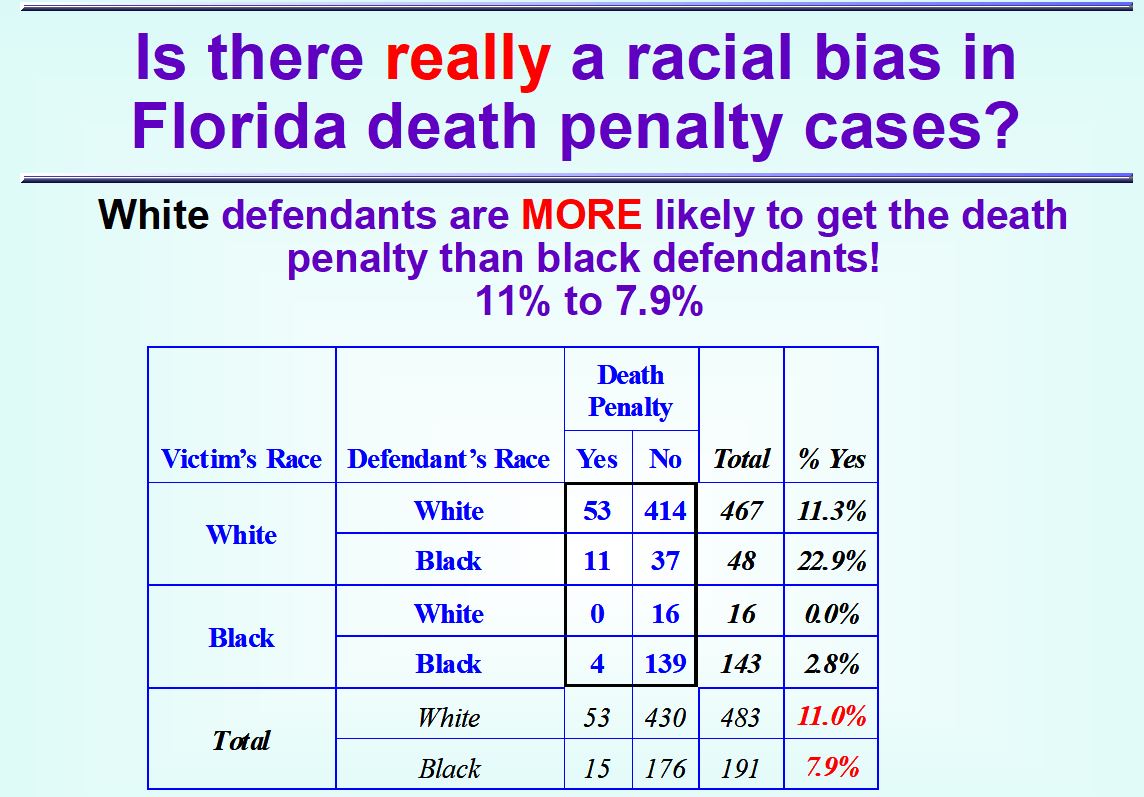 Is there really a racial bias in
Florida death penalty cases?
White defendants are MORE likely to get the death
penalty than black defendants!
11% to 7.9%
Death
Penalty
Victim's Race Defendant's Race Yes No Total % Yes
White
White 53 414 467 11.3%
Black 11 37 48 22.9%
Black
White 0 16 16 0.0%
Black 4 139 143 2.8%
Total
White 53 430 483 11.0%
Black 15 176 191 7.9%